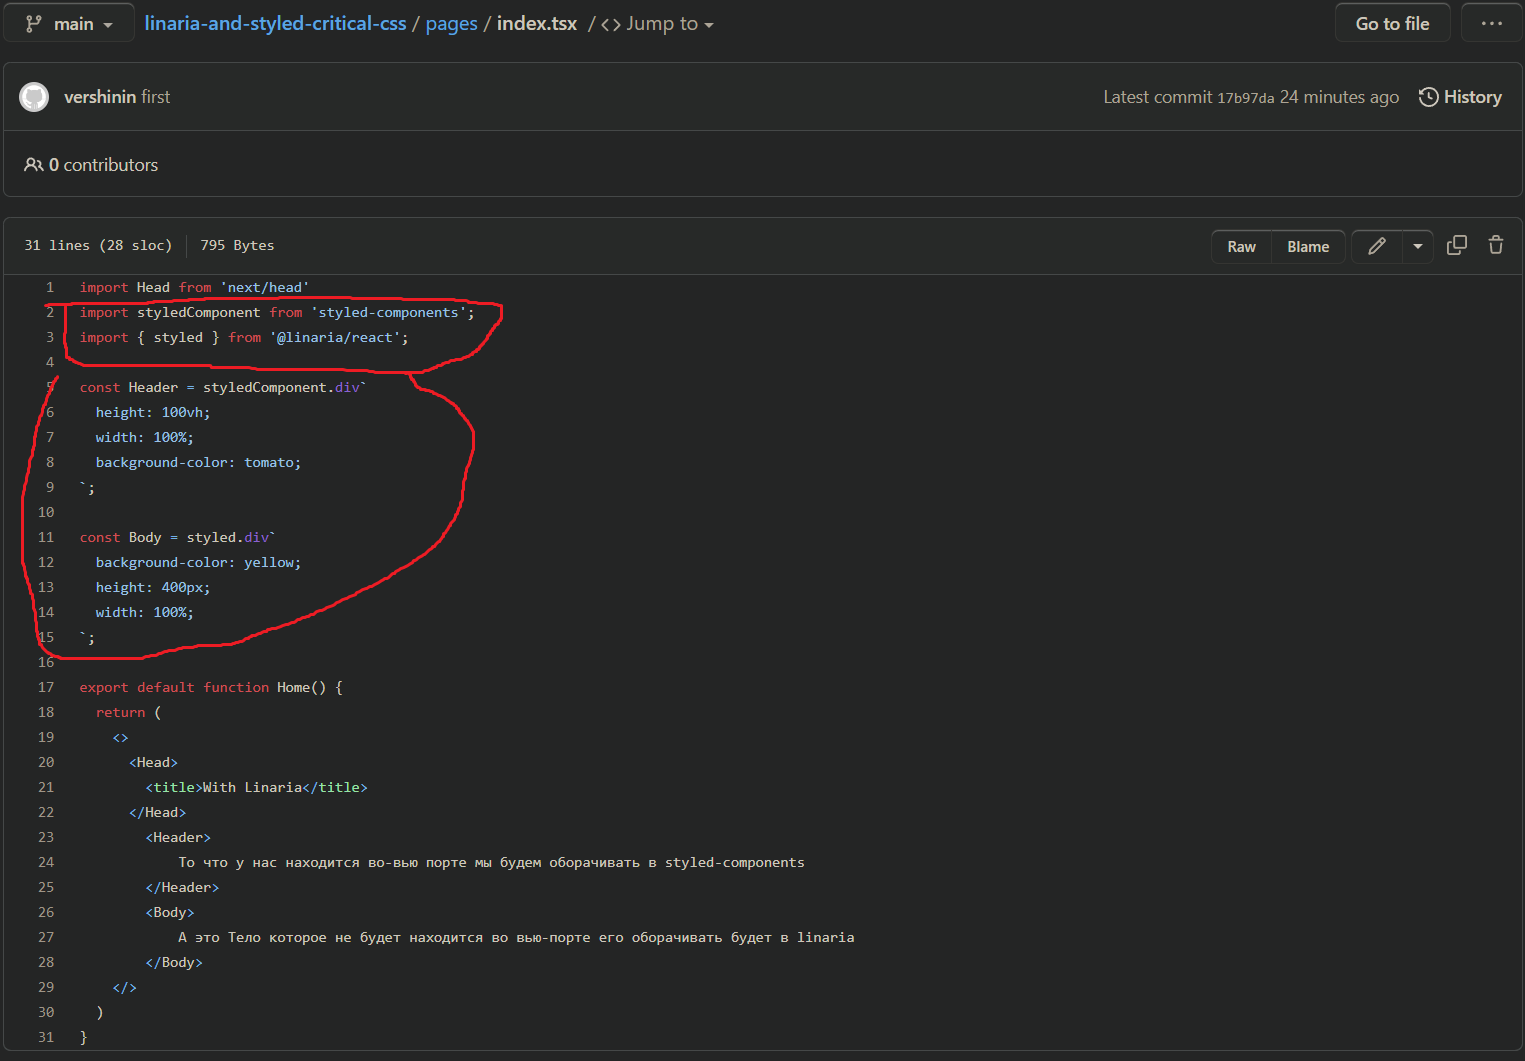 main
linaria-and-styled-critical-css / pages / index.tsx / <> Jump to
Go to file
...
vershinin first
Latest commit 17b97da 24 minutes ago
History
0 contributors
31 lines (28 sloc) | 795 Bytes
Raw
Blame
1 import Head from 'next/head'
2 import styledComponent from 'styled-components';
3 import { styled } from '@linaria/react';
4
5 const Header = styledComponent.div`
6   height: 100vh;
7   width: 100%;
8   background-color: tomato;
9 `;
10
11 const Body = styled.div`
12   background-color: yellow;
13   height: 400px;
14   width: 100%;
15 `;
16
17 export default function Home() {
18   return (
19     <>
20       <Head>
21         <title>With Linaria</title>
22       </Head>
23         <Header>
24             То что у нас находится во-вью порте мы будем оборачивать в styled-components
25         </Header>
26         <Body>
27             А это Тело которое не будет находится во вью-порте его оборачивать будет в linaria
28         </Body>
29     </>
30   )
31 }